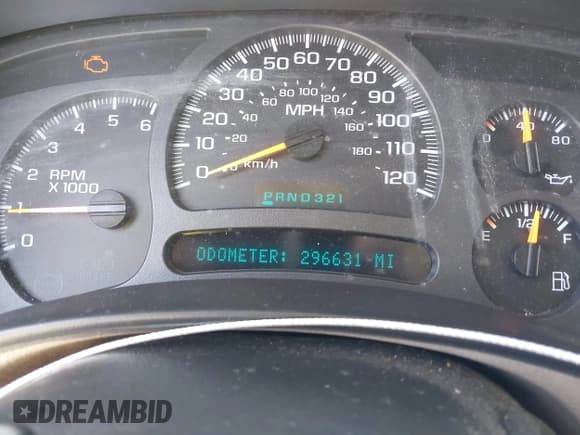 40 50 60 70 80
30 90
20 100
10 110
0 120
20 40 60 80 100 120 140 160 180
MPH
km/h
PRND321
0 1 2 3 4 5 6
RPM
X 1000
0 40 80
E 1/2 F
ODOMETER: 296631 MI
DREAMBID